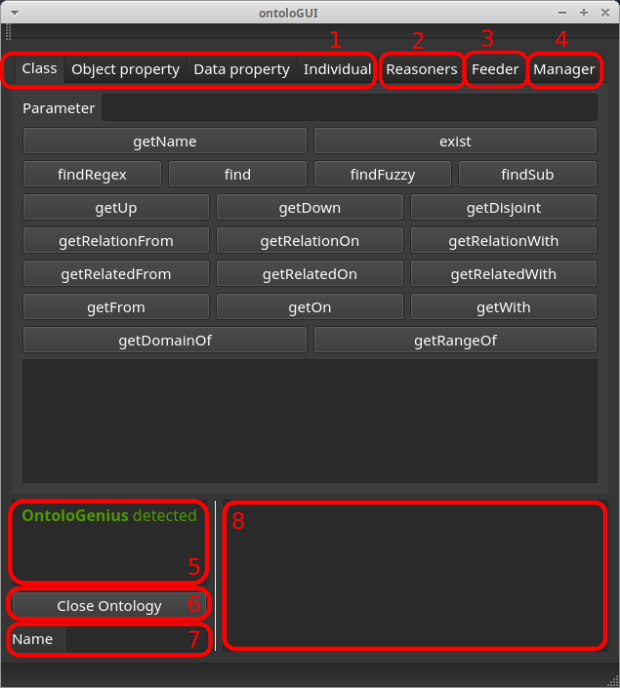 ontoloGUI
1 2 3 4
Class Object property Data property Individual Reasoners Feeder Manager
Parameter
getName exist
findRegex find findFuzzy findSub
getUp getDown getDisjoint
getRelationFrom getRelationOn getRelationWith
getRelatedFrom getRelatedOn getRelatedWith
getFrom getOn getWith
getDomainOf getRangeOf
OntoloGenius detected
8
5
Close Ontology 6
Name 7